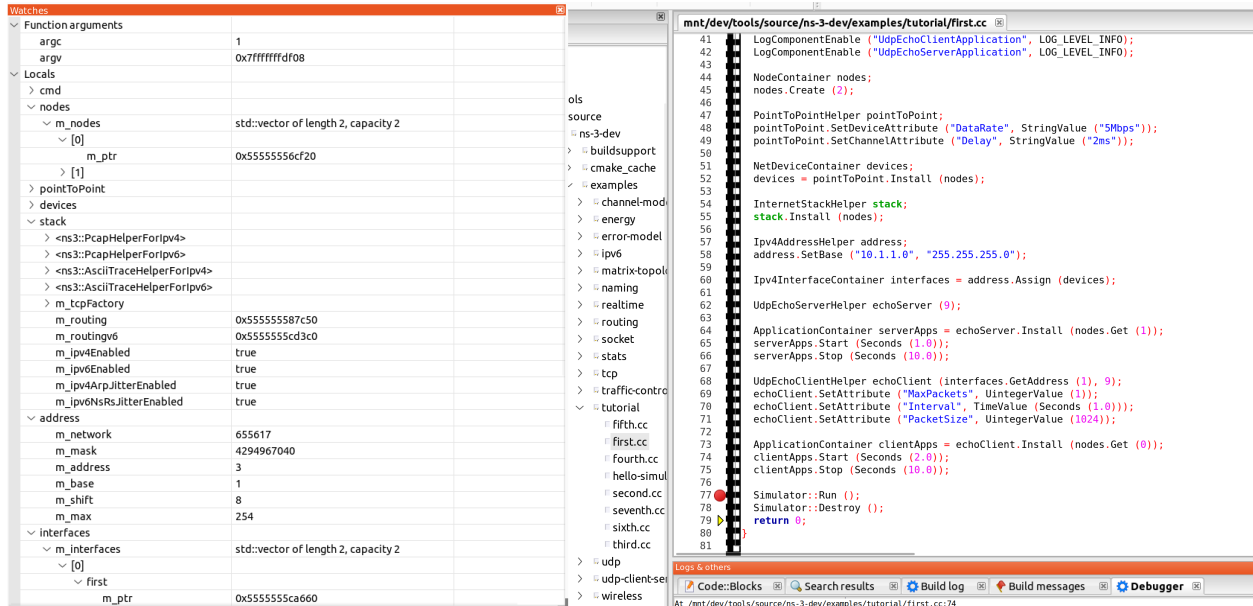 Watches
Function arguments
argc 1
argv 0x7fffffffdf08
Locals
cmd
nodes
m_nodes std::vector of length 2, capacity 2
[0]
m_ptr 0x55555556cf20
[1]
pointToPoint
devices
stack
<ns3::PcapHelperForIpv4>
<ns3::PcapHelperForIpv6>
<ns3::AsciiTraceHelperForIpv4>
<ns3::AsciiTraceHelperForIpv6>
m_tcpFactory
m_routing 0x555555587c50
m_routingv6 0x5555555cd3c0
m_ipv4Enabled true
m_ipv6Enabled true
m_ipv4ArpJitterEnabled true
m_ipv6NsRsJitterEnabled true
address
m_network 655617
m_mask 4294967040
m_address 3
m_base 1
m_shift 8
m_max 254
interfaces
m_interfaces std::vector of length 2, capacity 2
[0]
first
m_ptr 0x5555555ca660
ols
source
ns-3-dev
buildsupport
cmake_cache
examples
channel-mod
energy
error-model
ipv6
matrix-topol
naming
realtime
routing
socket
stats
tcp
traffic-contro
tutorial
fifth.cc
first.cc
fourth.cc
hello-simul
second.cc
seventh.cc
sixth.cc
third.cc
udp
udp-client-ser
wireless
mnt/dev/tools/source/ns-3-dev/examples/tutorial/first.cc
41 LogComponentEnable ("UdpEchoClientApplication", LOG_LEVEL_INFO);
42 LogComponentEnable ("UdpEchoServerApplication", LOG_LEVEL_INFO);
43
44 NodeContainer nodes;
45 nodes.Create (2);
46
47 PointToPointHelper pointToPoint;
48 pointToPoint.SetDeviceAttribute ("DataRate", StringValue ("5Mbps"));
49 pointToPoint.SetChannelAttribute ("Delay", StringValue ("2ms"));
50
51 NetDeviceContainer devices;
52 devices = pointToPoint.Install (nodes);
53
54 InternetStackHelper stack;
55 stack.Install (nodes);
56
57 Ipv4AddressHelper address;
58 address.SetBase ("10.1.1.0", "255.255.255.0");
59
60 Ipv4InterfaceContainer interfaces = address.Assign (devices);
61
62 UdpEchoServerHelper echoServer (9);
63
64 ApplicationContainer serverApps = echoServer.Install (nodes.Get (1));
65 serverApps.Start (Seconds (1.0));
66 serverApps.Stop (Seconds (10.0));
67
68 UdpEchoClientHelper echoClient (interfaces.GetAddress (1), 9);
69 echoClient.SetAttribute ("MaxPackets", UintegerValue (1));
70 echoClient.SetAttribute ("Interval", TimeValue (Seconds (1.0)));
71 echoClient.SetAttribute ("PacketSize", UintegerValue (1024));
72
73 ApplicationContainer clientApps = echoClient.Install (nodes.Get (0));
74 clientApps.Start (Seconds (2.0));
75 clientApps.Stop (Seconds (10.0));
76
77 Simulator::Run ();
78 Simulator::Destroy ();
79 return 0;
80 }
81
Logs & others
Code::Blocks Search results Build log Build messages Debugger
At /mnt/dev/tools/source/ns-3-dev/examples/tutorial/first.cc:74